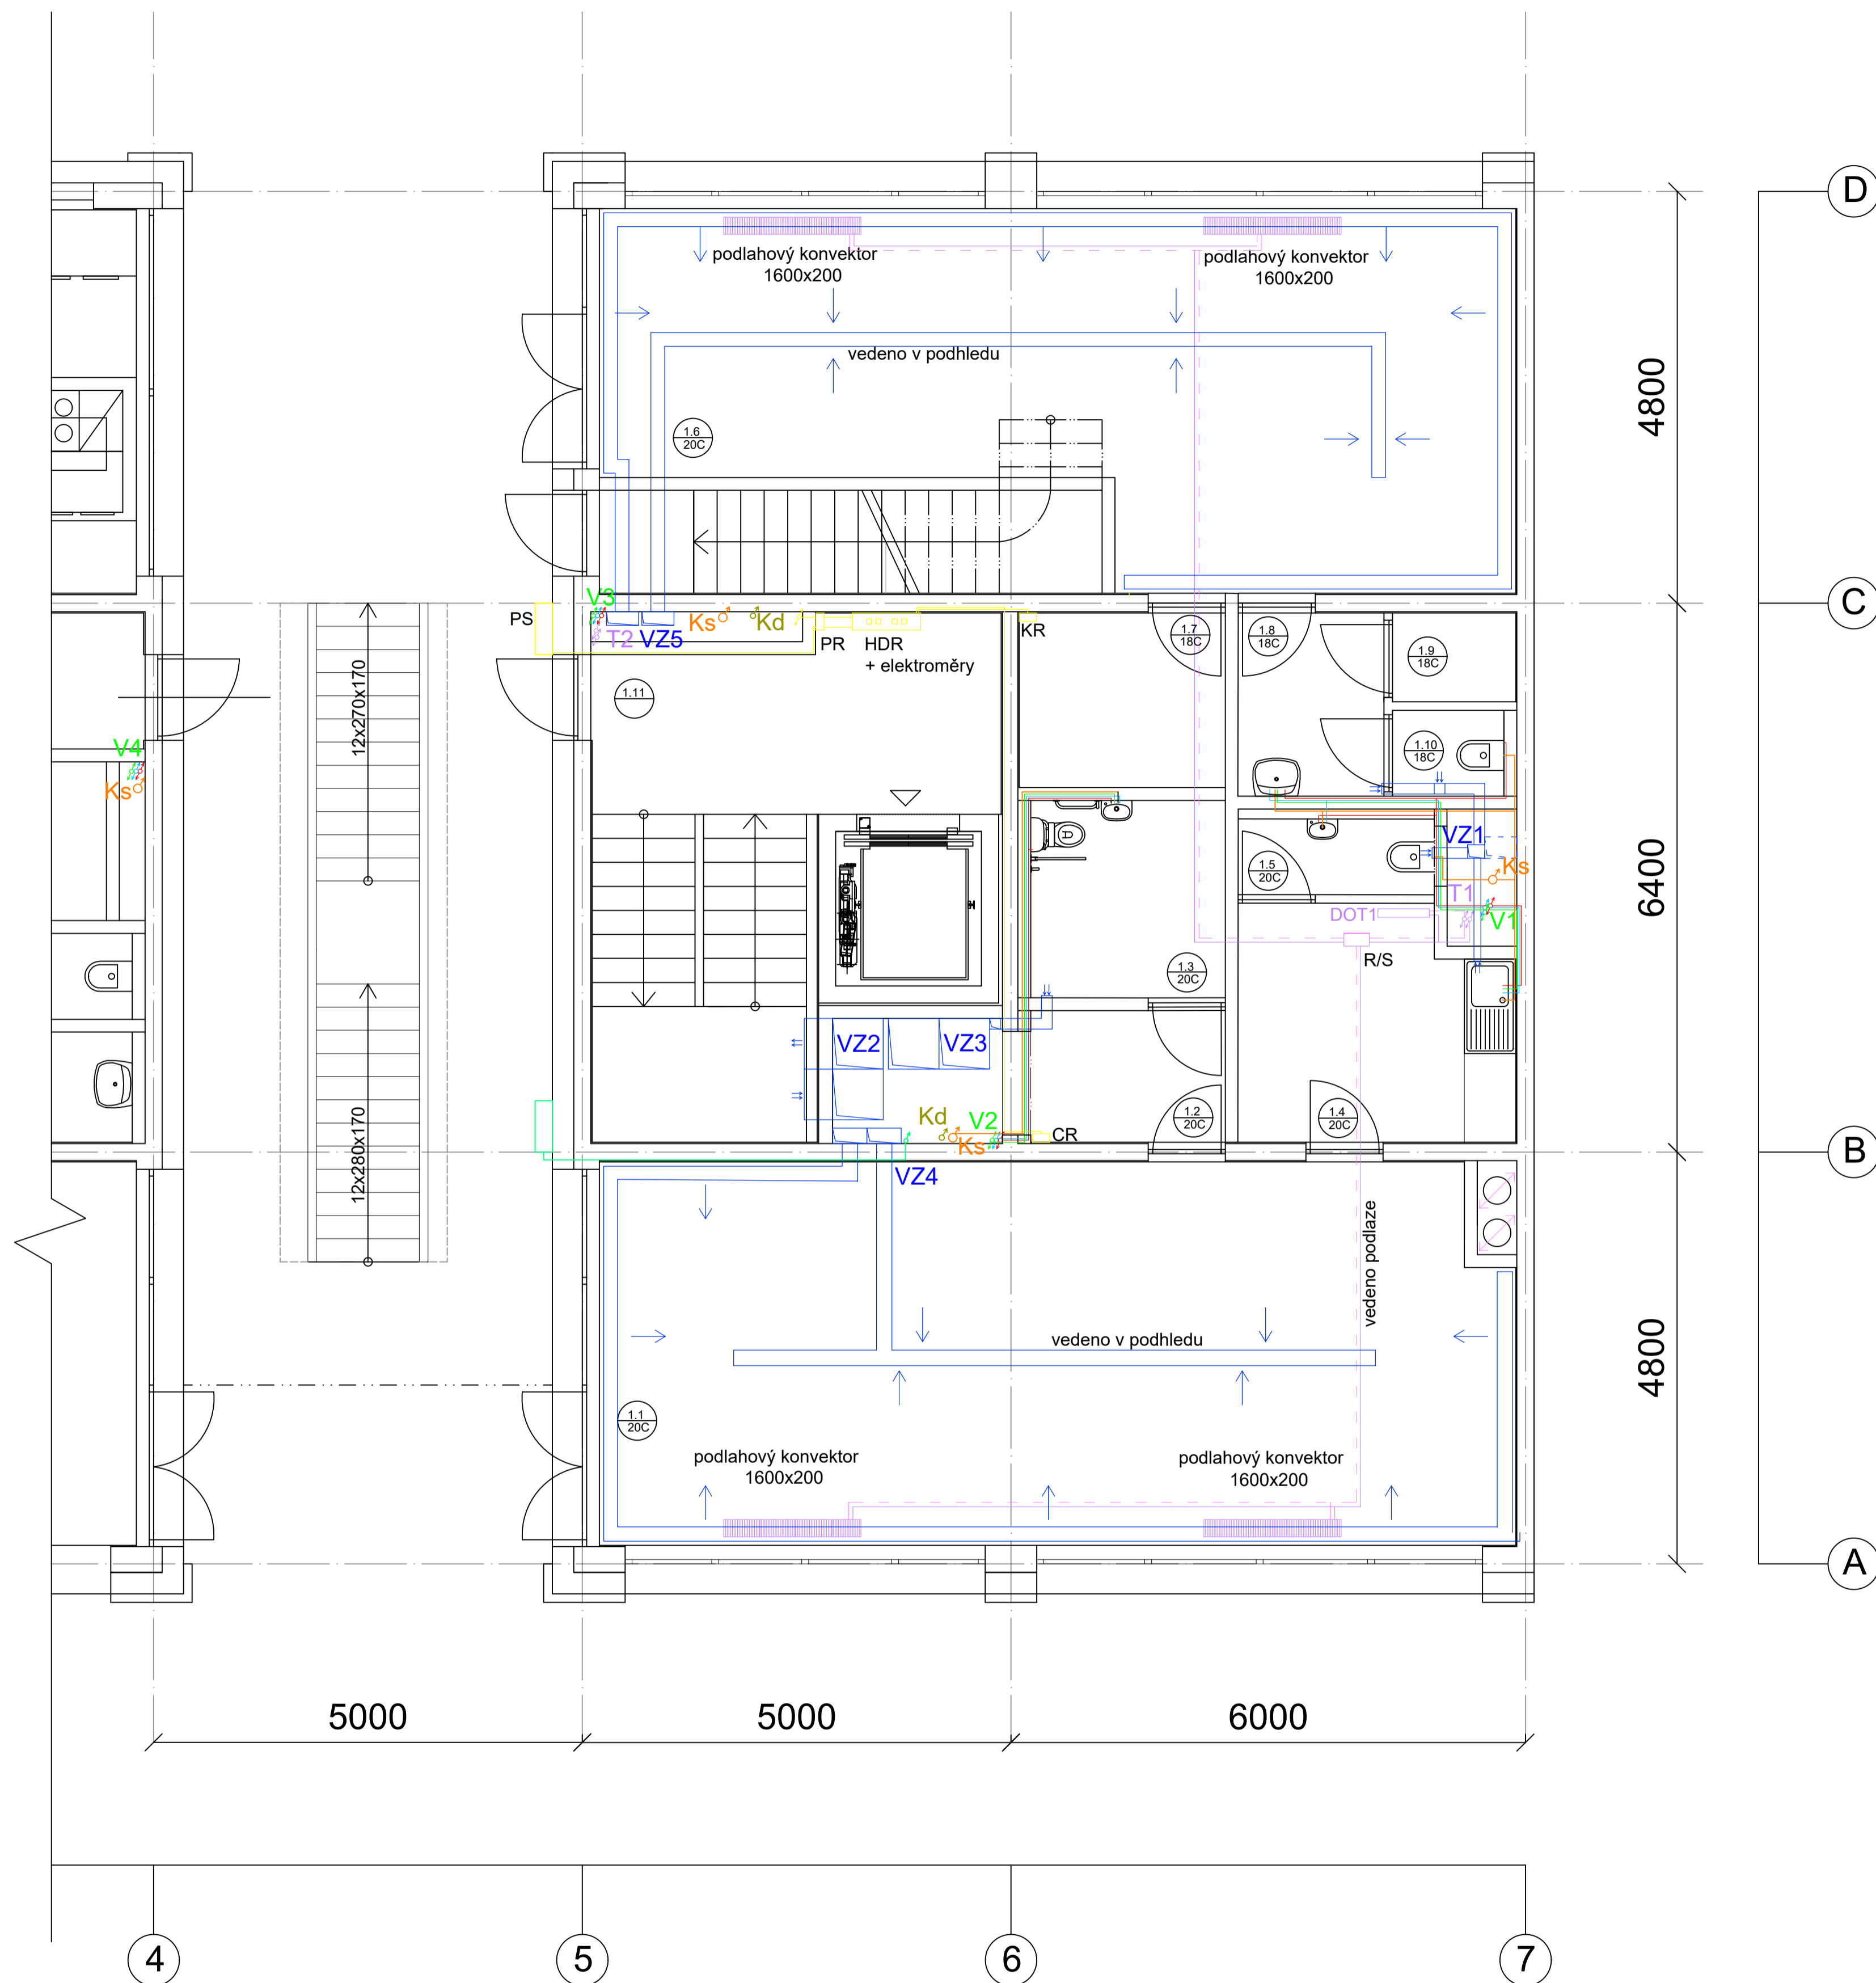 D
podlahový konvektor
1600x200
podlahový konvektor
1600x200
vedeno v podhledu
4800
1.6
20C
C
V3
PS
T2
VZ5
Ks
Kd
PR
HDR
+ elektroměry
KR
1.7
18C
1.8
18C
1.9
18C
1.11
12x270x170
V4
Ks
1.10
18C
VZ1
Ks
1.5
20C
T1
DOT1
V1
6400
R/S
1.3
20C
VZ2
VZ3
Kd
V2
Ks
CR
1.2
20C
1.4
20C
12x280x170
B
VZ4
vedeno podlaze
vedeno v podhledu
4800
1.1
20C
podlahový konvektor
1600x200
podlahový konvektor
1600x200
A
5000
5000
6000
4
5
6
7